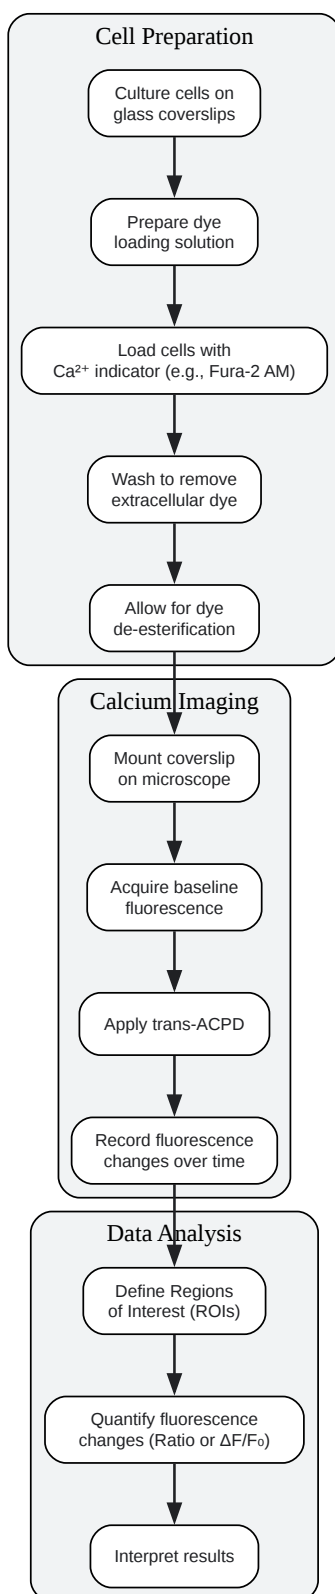 Cell Preparation
Culture cells on
glass coverslips
Prepare dye
loading solution
Load cells with
Ca²⁺ indicator (e.g., Fura-2 AM)
Wash to remove
extracellular dye
Allow for dye
de-esterification
Calcium Imaging
Mount coverslip
on microscope
Acquire baseline
fluorescence
Apply trans-ACPD
Record fluorescence
changes over time
Data Analysis
Define Regions
of Interest (ROIs)
Quantify fluorescence
changes (Ratio or ΔF/F₀)
Interpret results